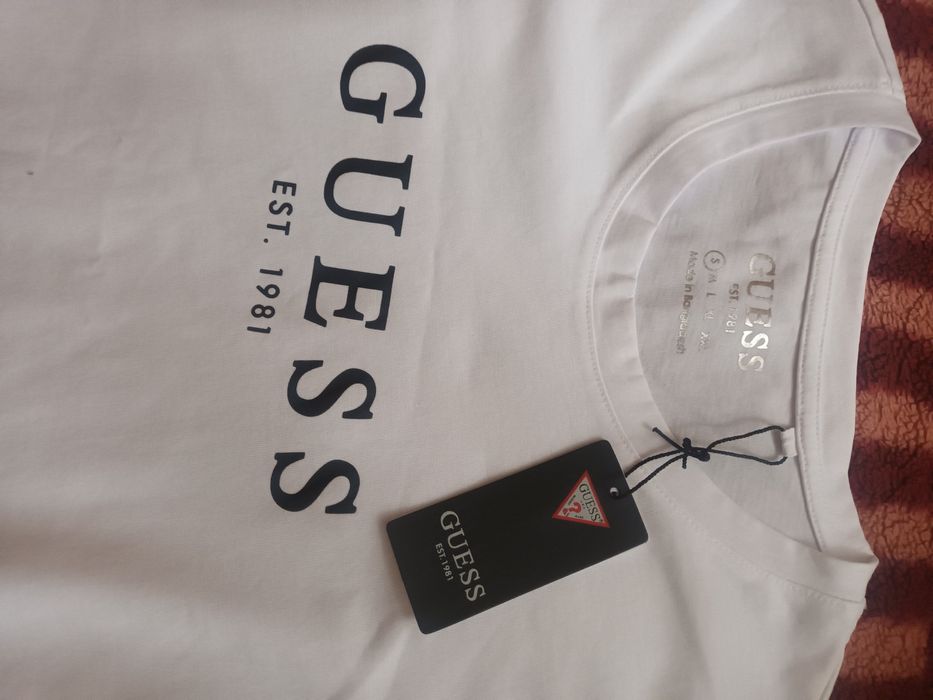 GUESS
EST. 1981
GUESS
EST. 1981
S M L XL XXL
Made in Bangladesh
GUESS
?
GUESS
EST. 1981